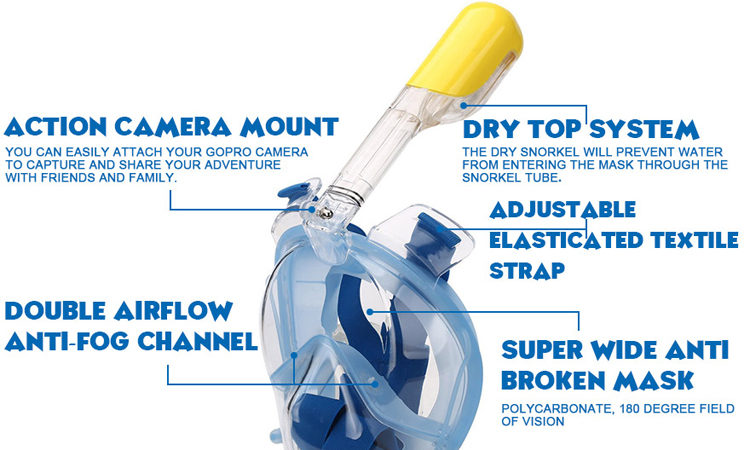 ACTION CAMERA MOUNT
YOU CAN EASILY ATTACH YOUR GOPRO CAMERA
TO CAPTURE AND SHARE YOUR ADVENTURE
WITH FRIENDS AND FAMILY.
DRY TOP SYSTEM
THE DRY SNORKEL WILL PREVENT WATER
FROM ENTERING THE MASK THROUGH THE
SNORKEL TUBE.
ADJUSTABLE
ELASTICATED TEXTILE
STRAP
DOUBLE AIRFLOW
ANTI-FOG CHANNEL
SUPER WIDE ANTI
BROKEN MASK
POLYCARBONATE, 180 DEGREE FIELD
OF VISION